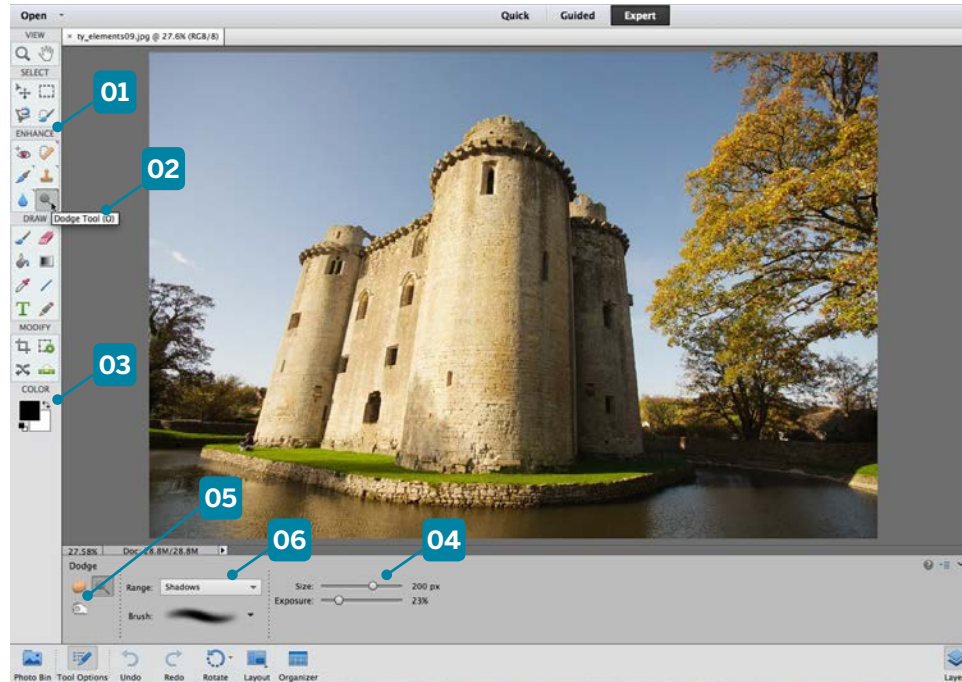 Open
Quick Guided Expert
VIEW
× ty_elements09.jpg @ 27.6% (RGB/8)
SELECT
01
ENHANCE
02
Dodge Tool (O)
DRAW
T
MODIFY
03
COLOR
05
06
04
27.58% Doc: 28.8M/28.8M
Dodge
Range: Shadows
Size: 200 px
Exposure: 23%
Brush:
Photo Bin Tool Options Undo Redo Rotate Layout Organizer Laye